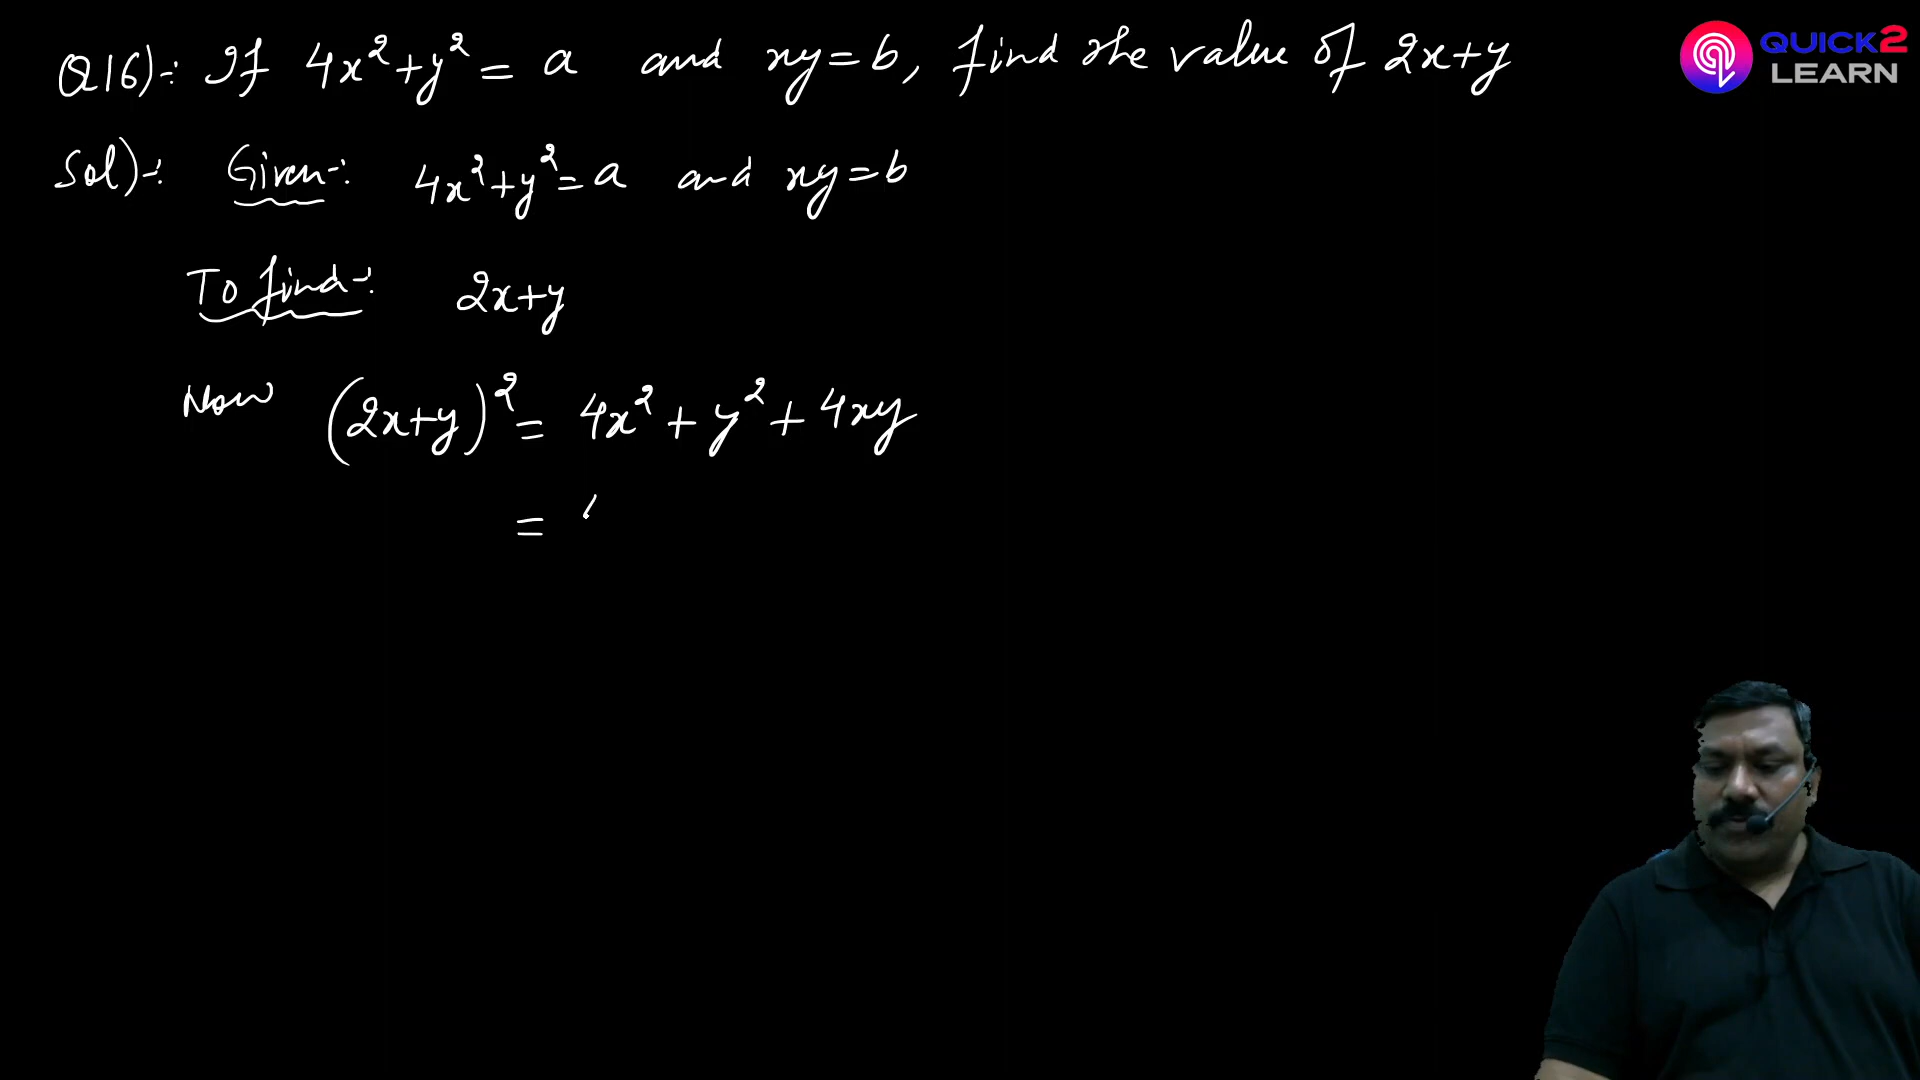 Q16):- If 4x²+y² = a and xy=b, find the value of 2x+y
QUICK2
LEARN
Sol):- Given:- 4x²+y²=a and xy=b
To find:- 2x+y
Now (2x+y)² = 4x² + y² + 4xy
=